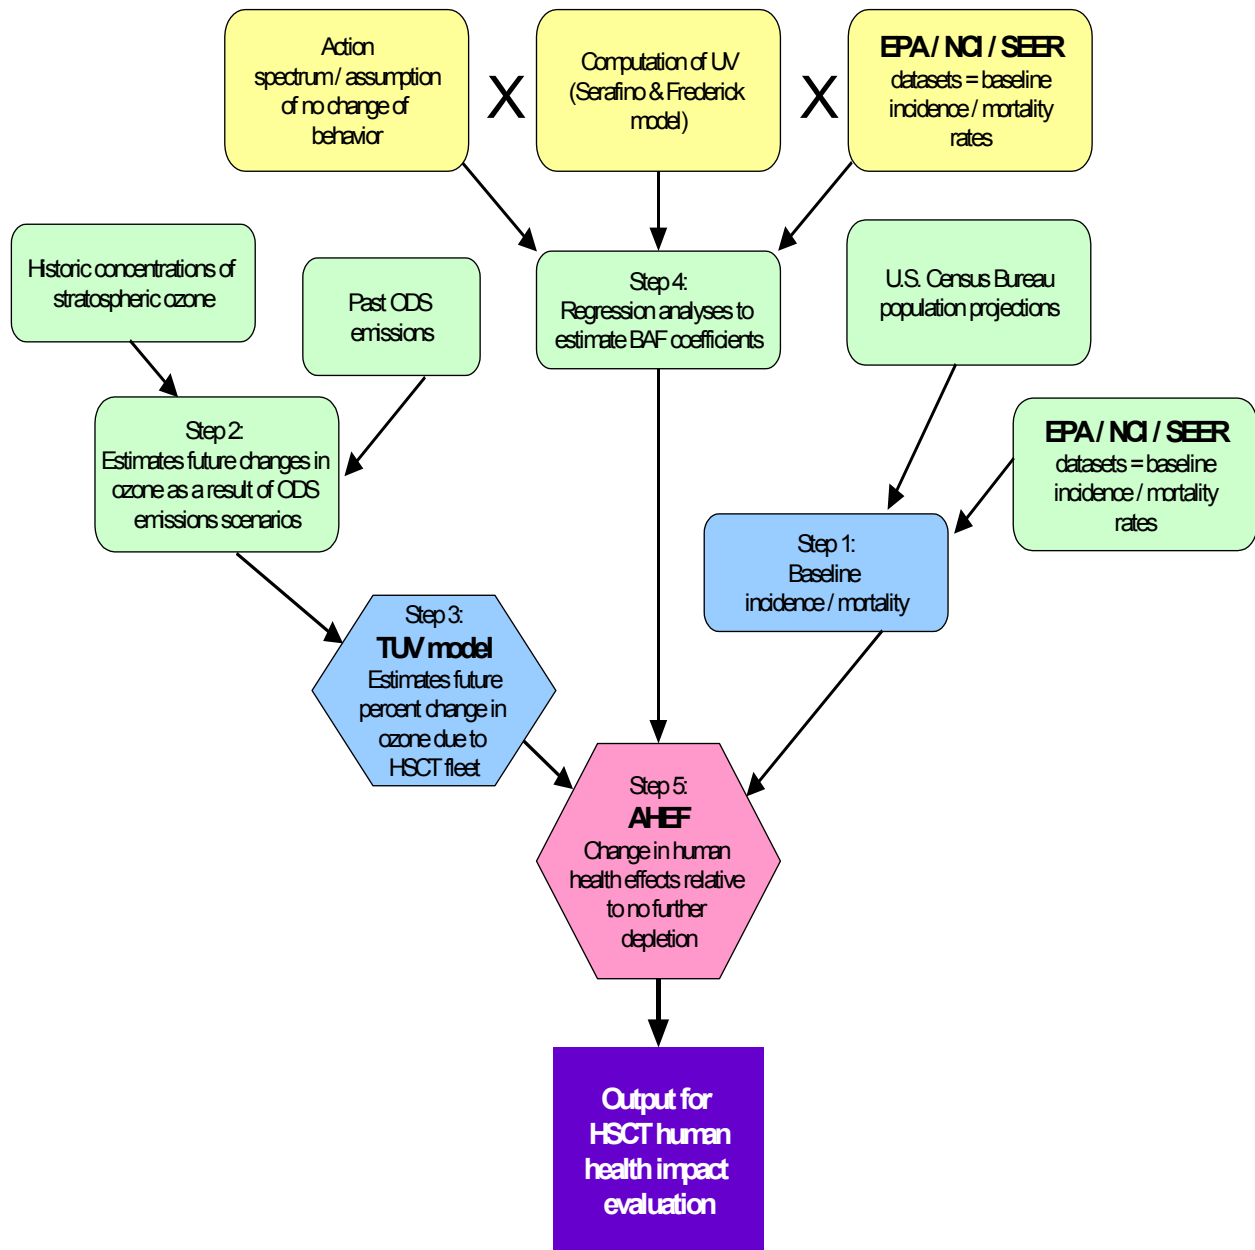 Action
spectrum / assumption
of no change of
behavior
X
Computation of UV
(Serafino & Frederick
model)
X
EPA / NCI / SEER
datasets = baseline
incidence / mortality
rates
Historic concentrations of
stratospheric ozone
Past ODS
emissions
Step 4:
Regression analyses to
estimate BAF coefficients
U.S. Census Bureau
population projections
Step 2:
Estimates future changes in
ozone as a result of ODS
emissions scenarios
EPA / NCI / SEER
datasets = baseline
incidence / mortality
rates
Step 1:
Baseline
incidence / mortality
Step 3:
TUV model
Estimates future
percent change in
ozone due to
HSCT fleet
Step 5:
AHEF
Change in human
health effects relative
to no further
depletion
Output for
HSCT human
health impact
evaluation